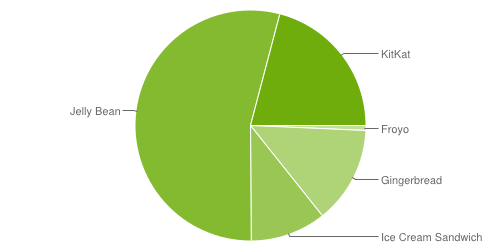 KitKat
Jelly Bean
Froyo
Gingerbread
Ice Cream Sandwich